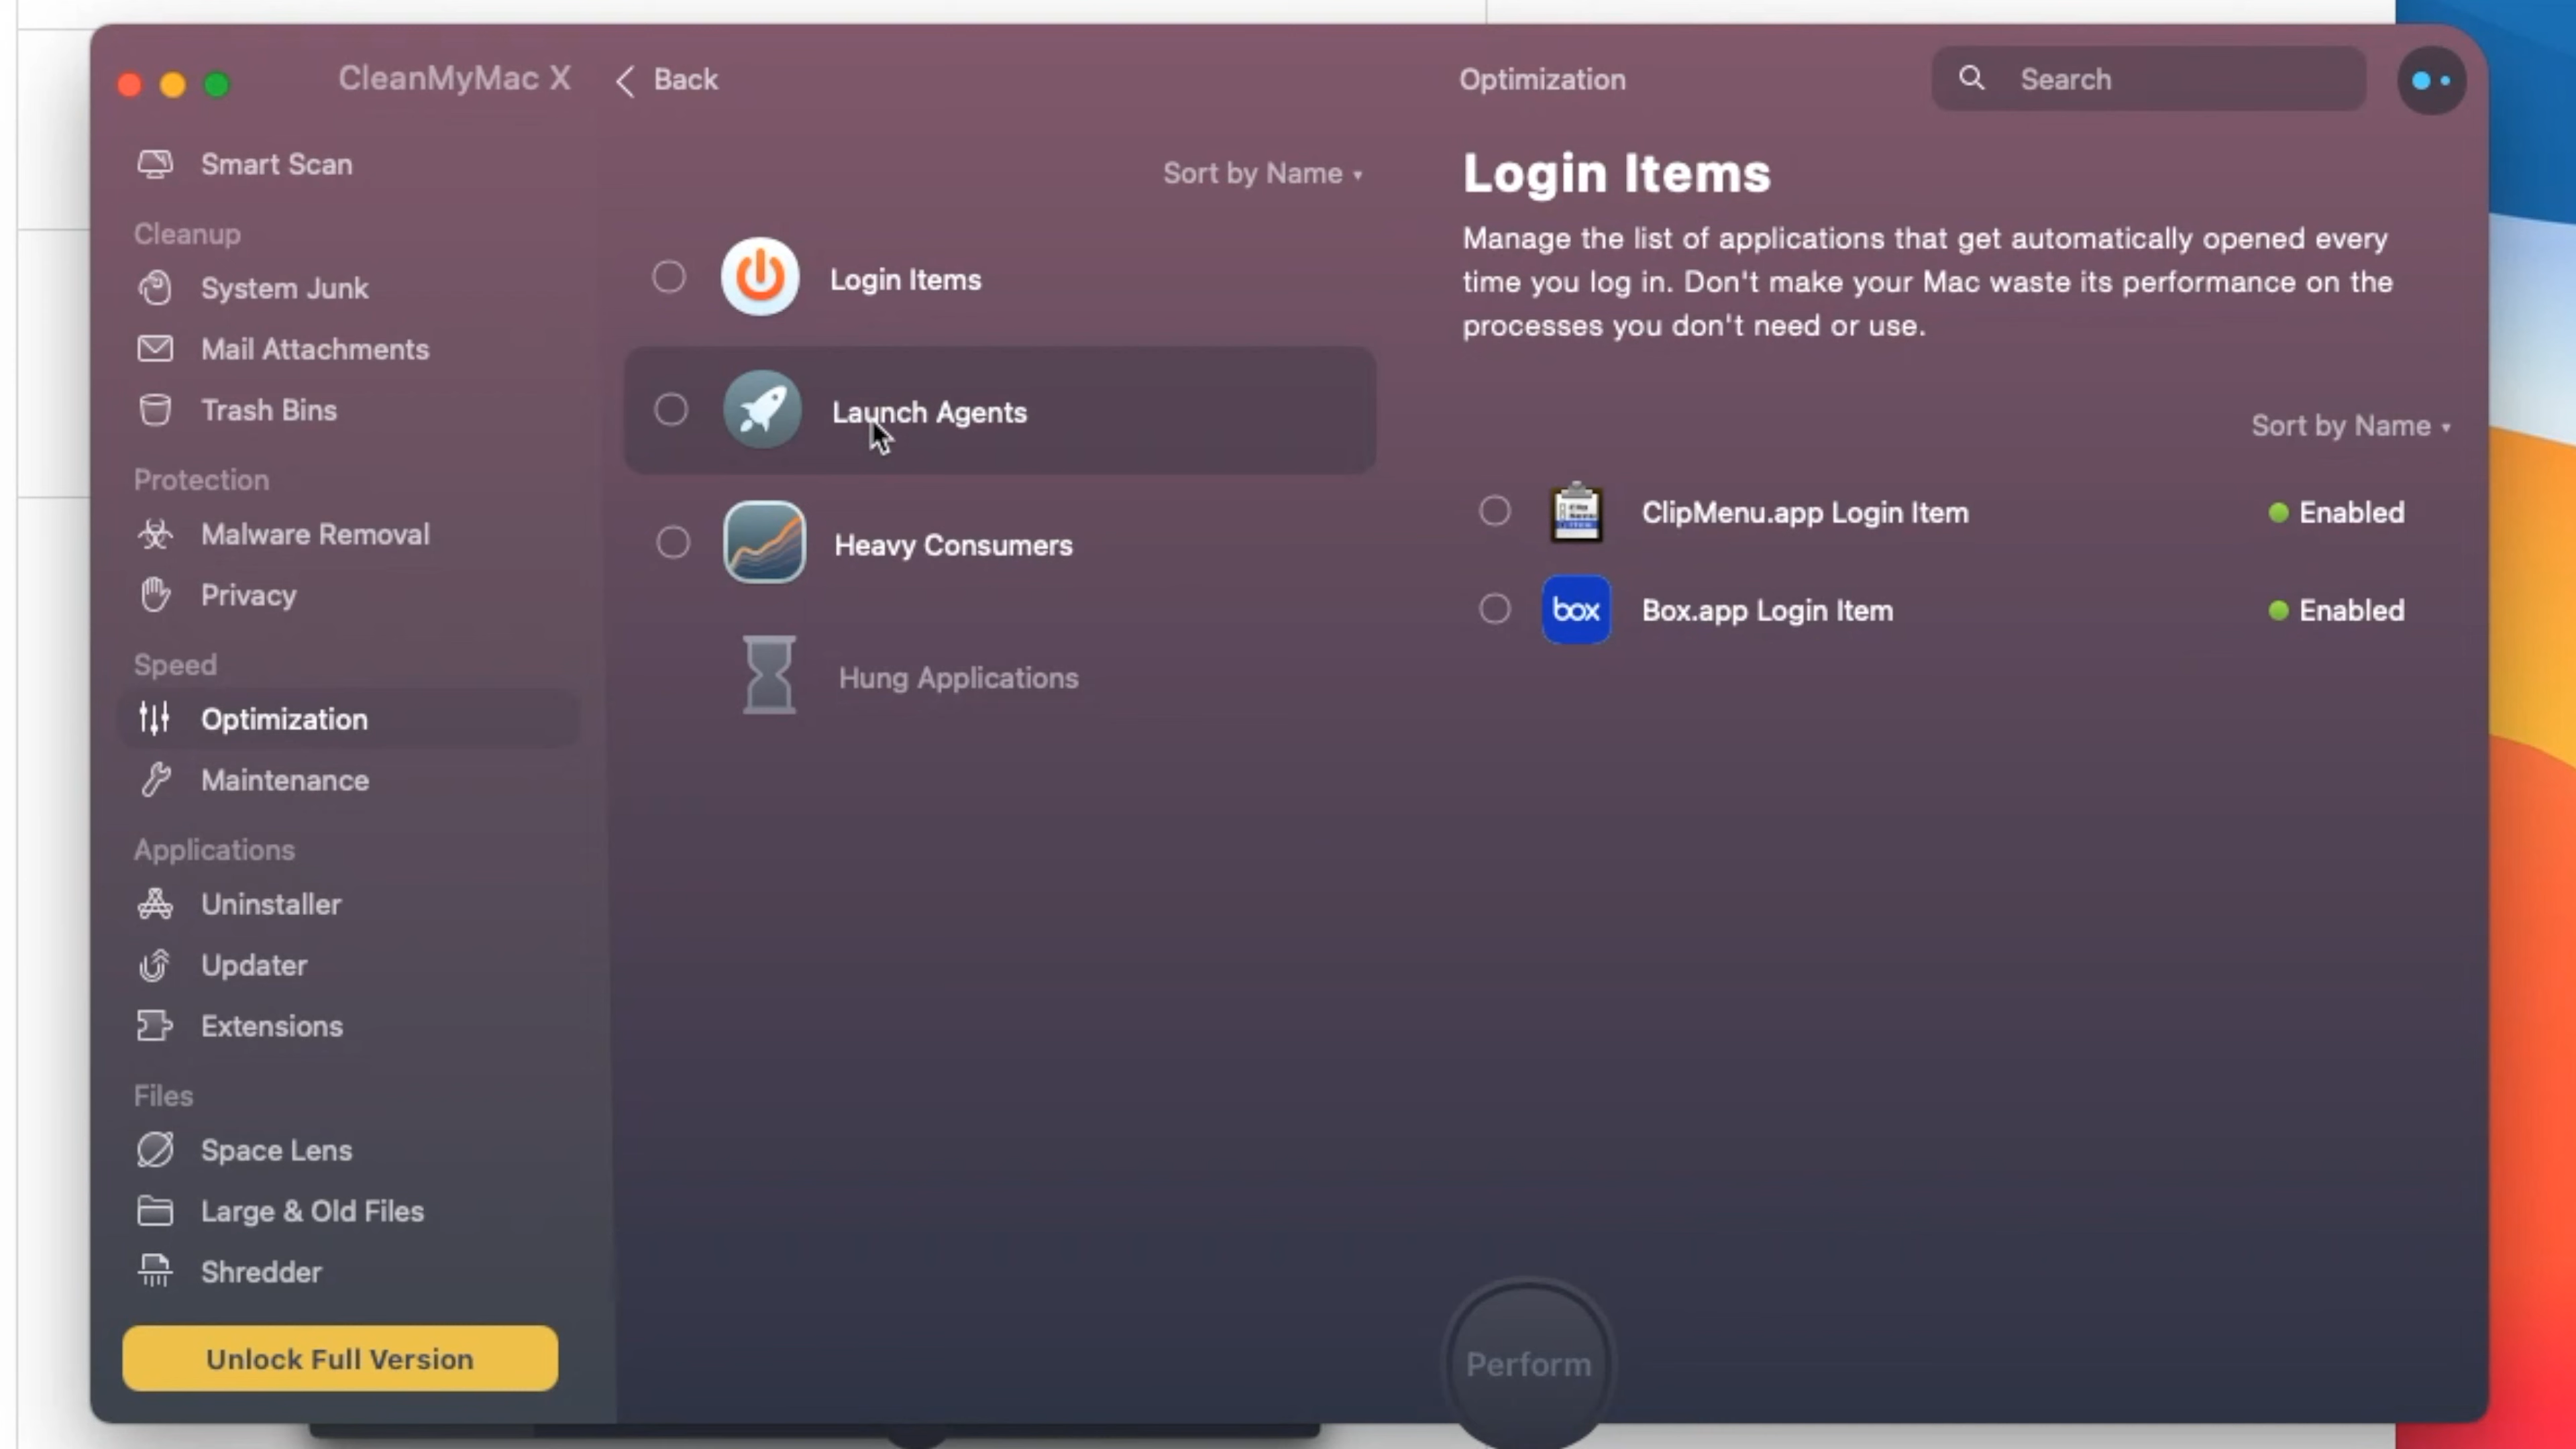 CleanMyMac X
Back
Optimization
Search
Smart Scan
Cleanup
System Junk
Mail Attachments
Trash Bins
Protection
Malware Removal
Privacy
Speed
Optimization
Maintenance
Applications
Uninstaller
Updater
Extensions
Files
Space Lens
Large & Old Files
Shredder
Unlock Full Version
Sort by Name
Login Items
Launch Agents
Heavy Consumers
Hung Applications
Login Items
Manage the list of applications that get automatically opened every
time you log in. Don't make your Mac waste its performance on the
processes you don't need or use.
Sort by Name
ClipMenu.app Login Item
Enabled
box
Box.app Login Item
Enabled
Perform